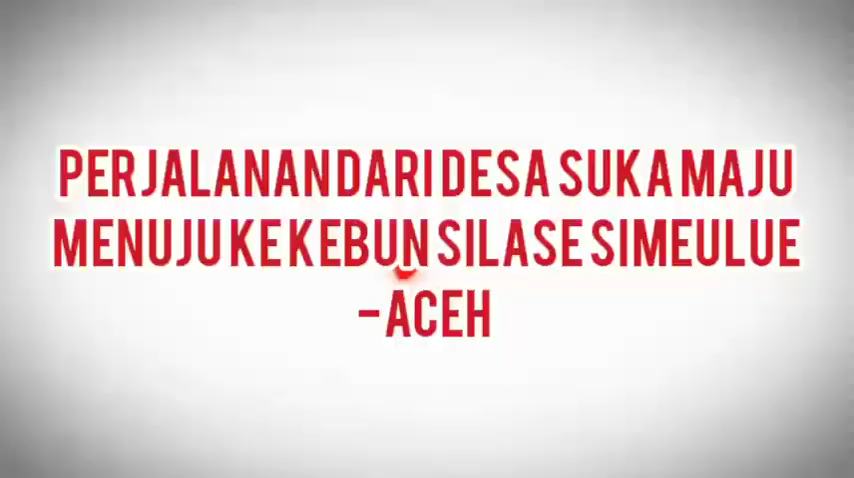 PERJALANAN DARI DESA SUKA MAJU
MENUJU KE KEBUN SILASE SIMEULUE
- ACEH